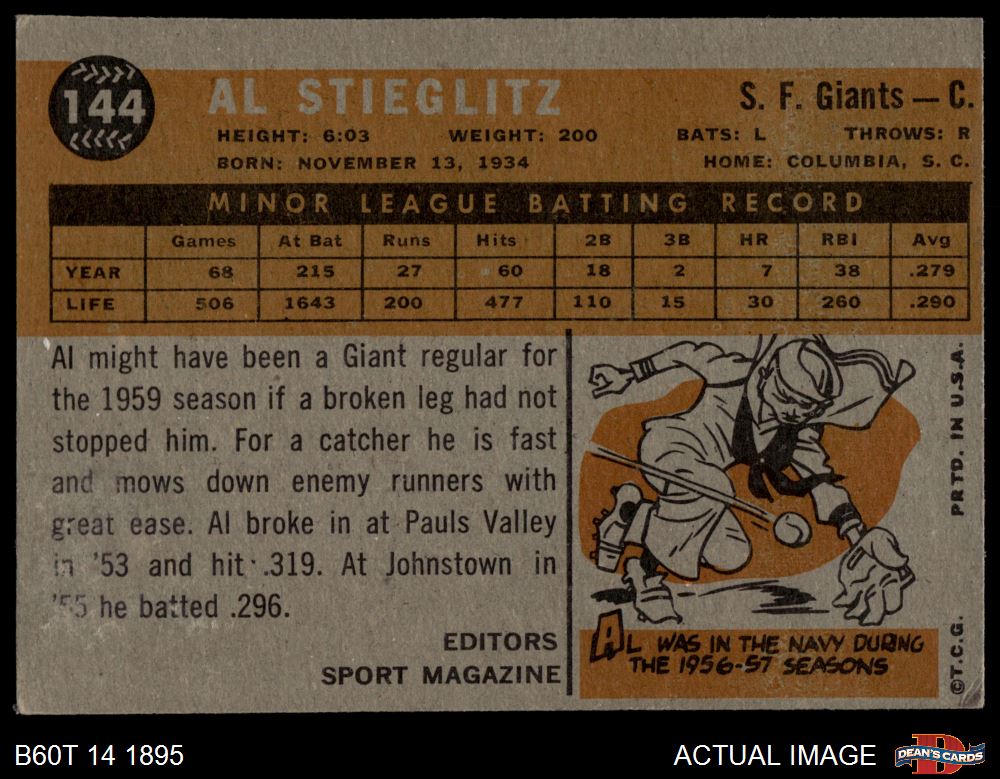 144
AL STIEGLITZ
S. F. Giants — C.
HEIGHT: 6:03 WEIGHT: 200 BATS: L THROWS: R
BORN: NOVEMBER 13, 1934 HOME: COLUMBIA, S. C.
MINOR LEAGUE BATTING RECORD
Games At Bat Runs Hits 2B 3B HR RBI Avg
YEAR 68 215 27 60 18 2 7 38 .279
LIFE 506 1643 200 477 110 15 30 260 .290
Al might have been a Giant regular for
the 1959 season if a broken leg had not
stopped him. For a catcher he is fast
and mows down enemy runners with
great ease. Al broke in at Pauls Valley
in '53 and hit .319. At Johnstown in
'55 he batted .296.
EDITORS
SPORT MAGAZINE
AL WAS IN THE NAVY DURING
THE 1956-57 SEASONS
PRTD. IN U.S.A.
©T.C.G.
B60T 14 1895
ACTUAL IMAGE
DEAN'S CARDS